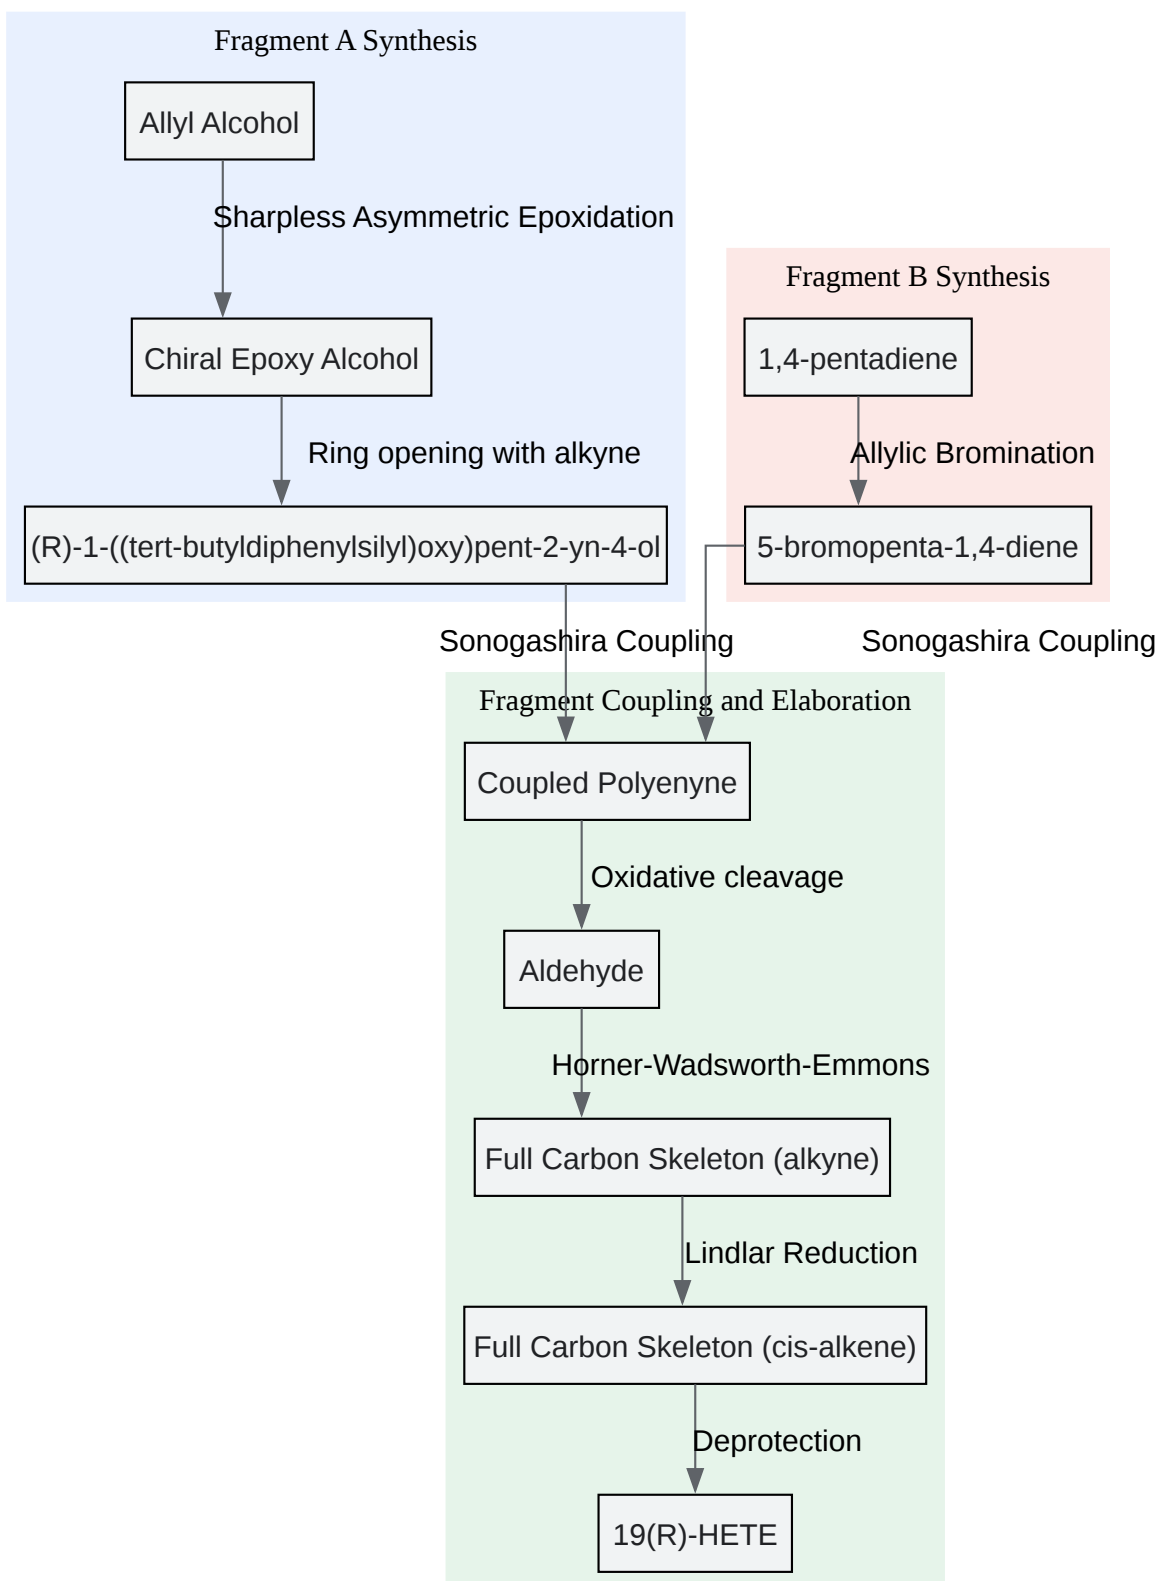 Fragment A Synthesis
Allyl Alcohol
Sharpless Asymmetric Epoxidation
Chiral Epoxy Alcohol
Ring opening with alkyne
(R)-1-((tert-butyldiphenylsilyl)oxy)pent-2-yn-4-ol
Fragment B Synthesis
1,4-pentadiene
Allylic Bromination
5-bromopenta-1,4-diene
Sonogashira Coupling
Sonogashira Coupling
Fragment Coupling and Elaboration
Coupled Polyenyne
Oxidative cleavage
Aldehyde
Horner-Wadsworth-Emmons
Full Carbon Skeleton (alkyne)
Lindlar Reduction
Full Carbon Skeleton (cis-alkene)
Deprotection
19(R)-HETE